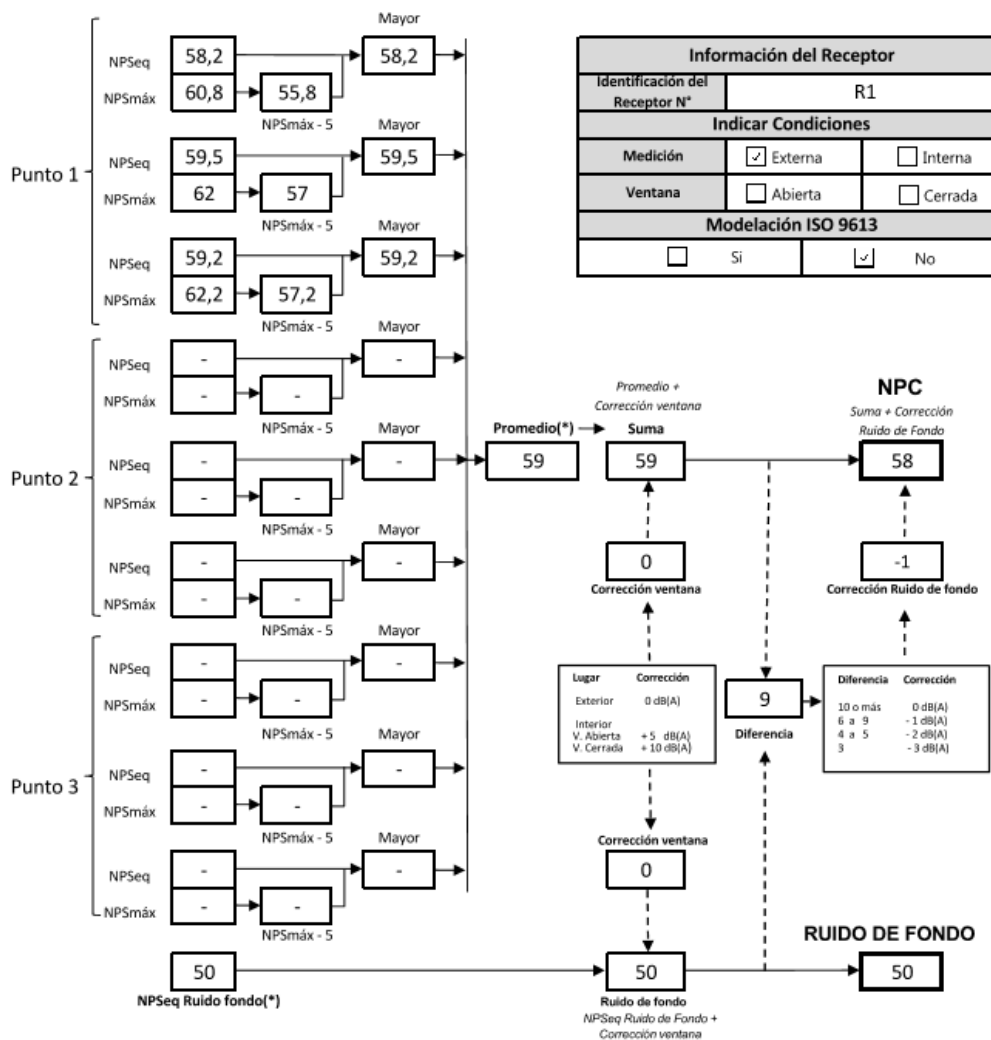 Mayor
NPSeq 58,2 58,2
NPSmáx 60,8 55,8
NPSmáx - 5
Mayor
Punto 1
NPSeq 59,5 59,5
NPSmáx 62 57
NPSmáx - 5
Mayor
NPSeq 59,2 59,2
NPSmáx 62,2 57,2
NPSmáx - 5
Información del Receptor
Identificación del Receptor N° R1
Indicar Condiciones
Medición ✓ Externa Interna
Ventana Abierta Cerrada
Modelación ISO 9613
Si ✓ No
Mayor
NPSeq - -
NPSmáx - -
NPSmáx - 5
Mayor
Punto 2
NPSeq - -
NPSmáx - -
NPSmáx - 5
Mayor
NPSeq - -
NPSmáx - -
NPSmáx - 5
Mayor
NPSeq - -
NPSmáx - -
NPSmáx - 5
Punto 3
NPSeq - -
NPSmáx - -
NPSmáx - 5
Mayor
NPSeq - -
NPSmáx - -
NPSmáx - 5
Promedio(*)
59
Promedio +
Corrección ventana
Suma
59
NPC
Suma + Corrección
Ruido de Fondo
58
0
Corrección ventana
-1
Corrección Ruido de fondo
Lugar Corrección
Exterior 0 dB(A)
Interior
V. Abierta + 5 dB(A)
V. Cerrada + 10 dB(A)
9
Diferencia
Diferencia Corrección
10 o más 0 dB(A)
6 a 9 - 1 dB(A)
4 a 5 - 2 dB(A)
3 - 3 dB(A)
Corrección ventana
0
50
NPSeq Ruido fondo(*)
50
Ruido de fondo
NPSeq Ruido de Fondo +
Corrección ventana
RUIDO DE FONDO
50